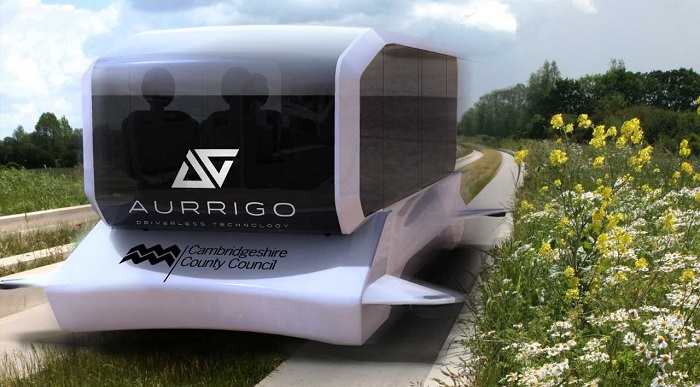 AURRIGO
DRIVERLESS TECHNOLOGY
Cambridgeshire
County Council